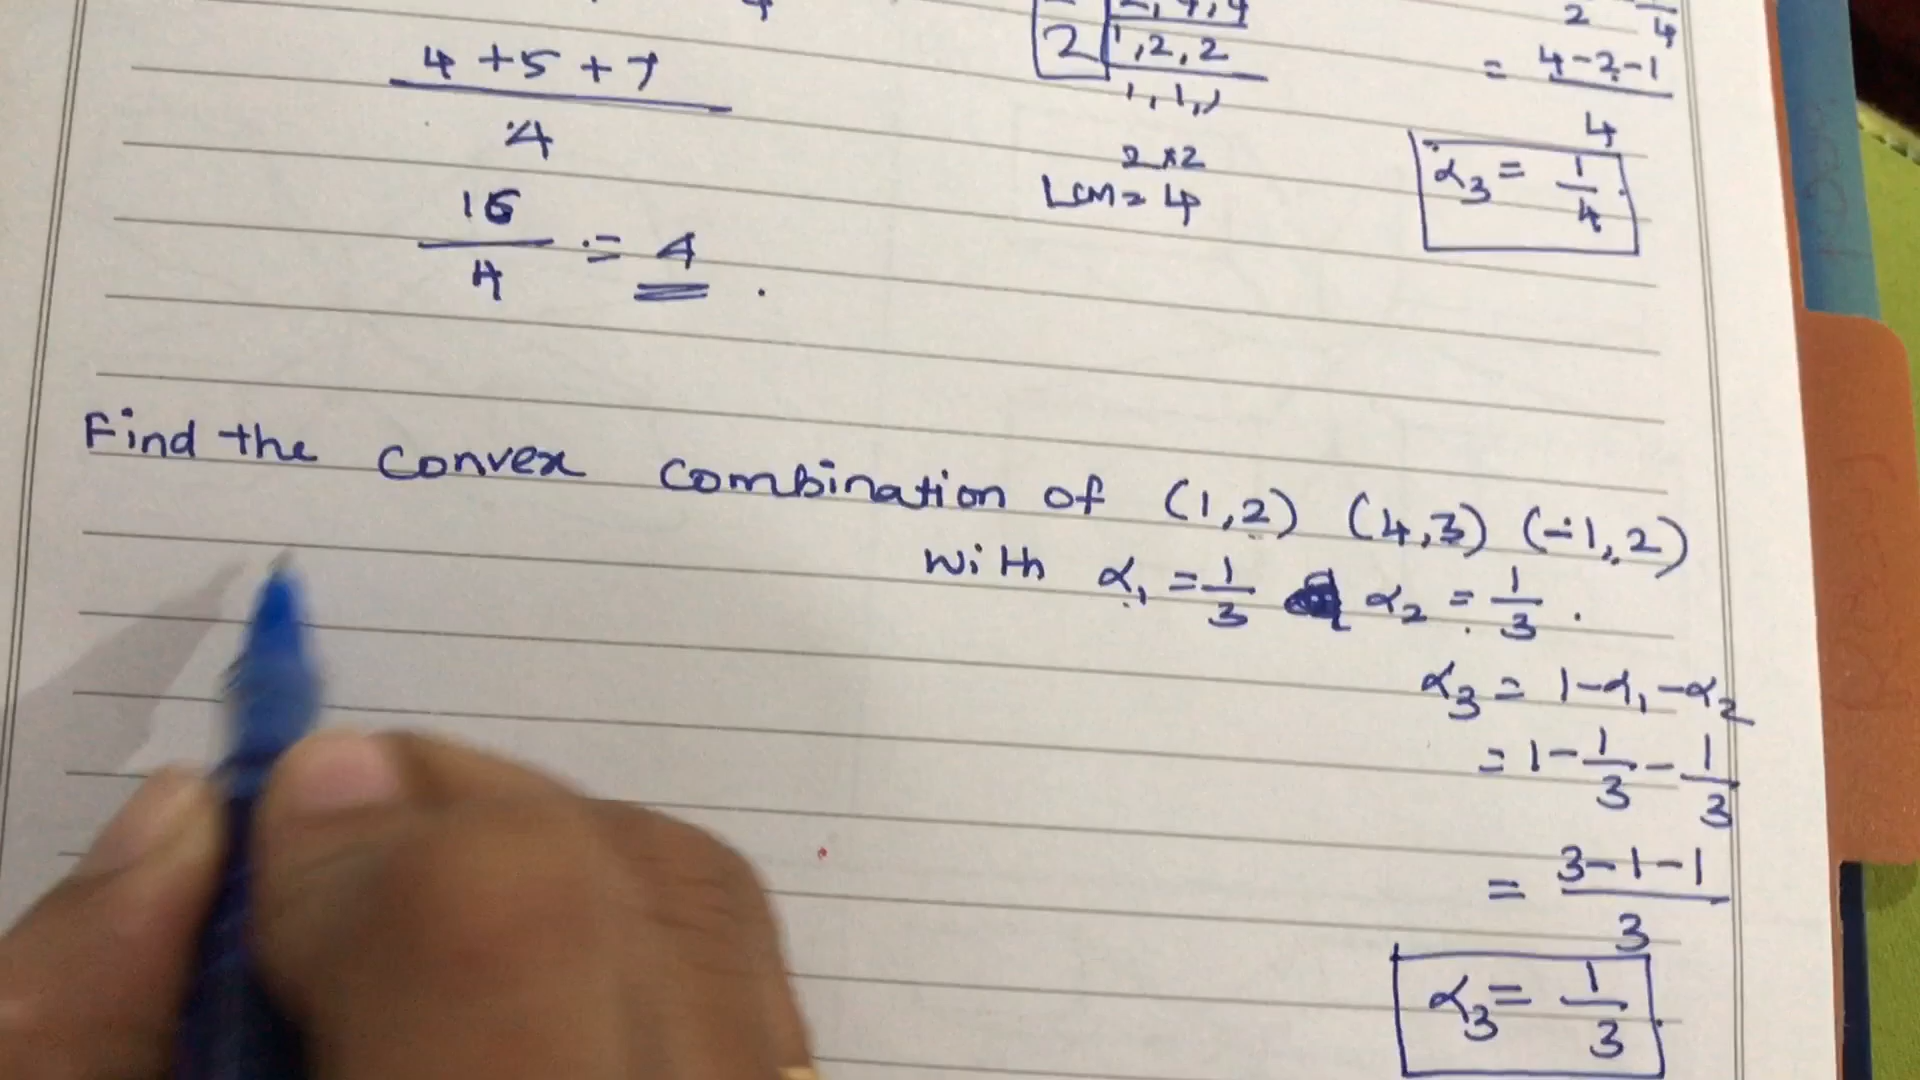 4 + 5 + 7
4
16
4
= 4 .
2 1, 2, 2
1, 1, 1
2 × 2
LCM = 4
2 4
= 4-2-1
4
α3 = 1/4
Find the convex combination of (1,2) (4,3) (-1,2)
with α1 = 1/3 α2 = 1/3 .
α3 = 1-α1-α2
= 1 - 1/3 - 1/3
= 3-1-1
3
α3 = 1/3